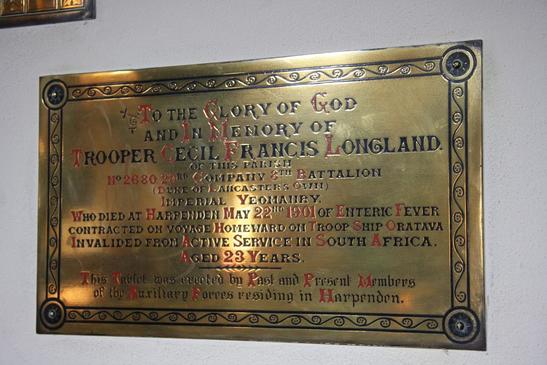 To the Glory of God
and In Memory of
Trooper Cecil Francis Longland.
of this Parish
No 2680. 23rd Company 8th Battalion
(Duke of Lancasters Own)
Imperial Yeomanry.
Who died at Harpenden May 22nd 1901 of Enteric Fever
contracted on voyage Homeward on Troop Ship Oratava
Invalided from Active Service in South Africa.
Aged 23 Years.
This Tablet was erected by Past and Present Members
of the Auxiliary Forces residing in Harpenden.